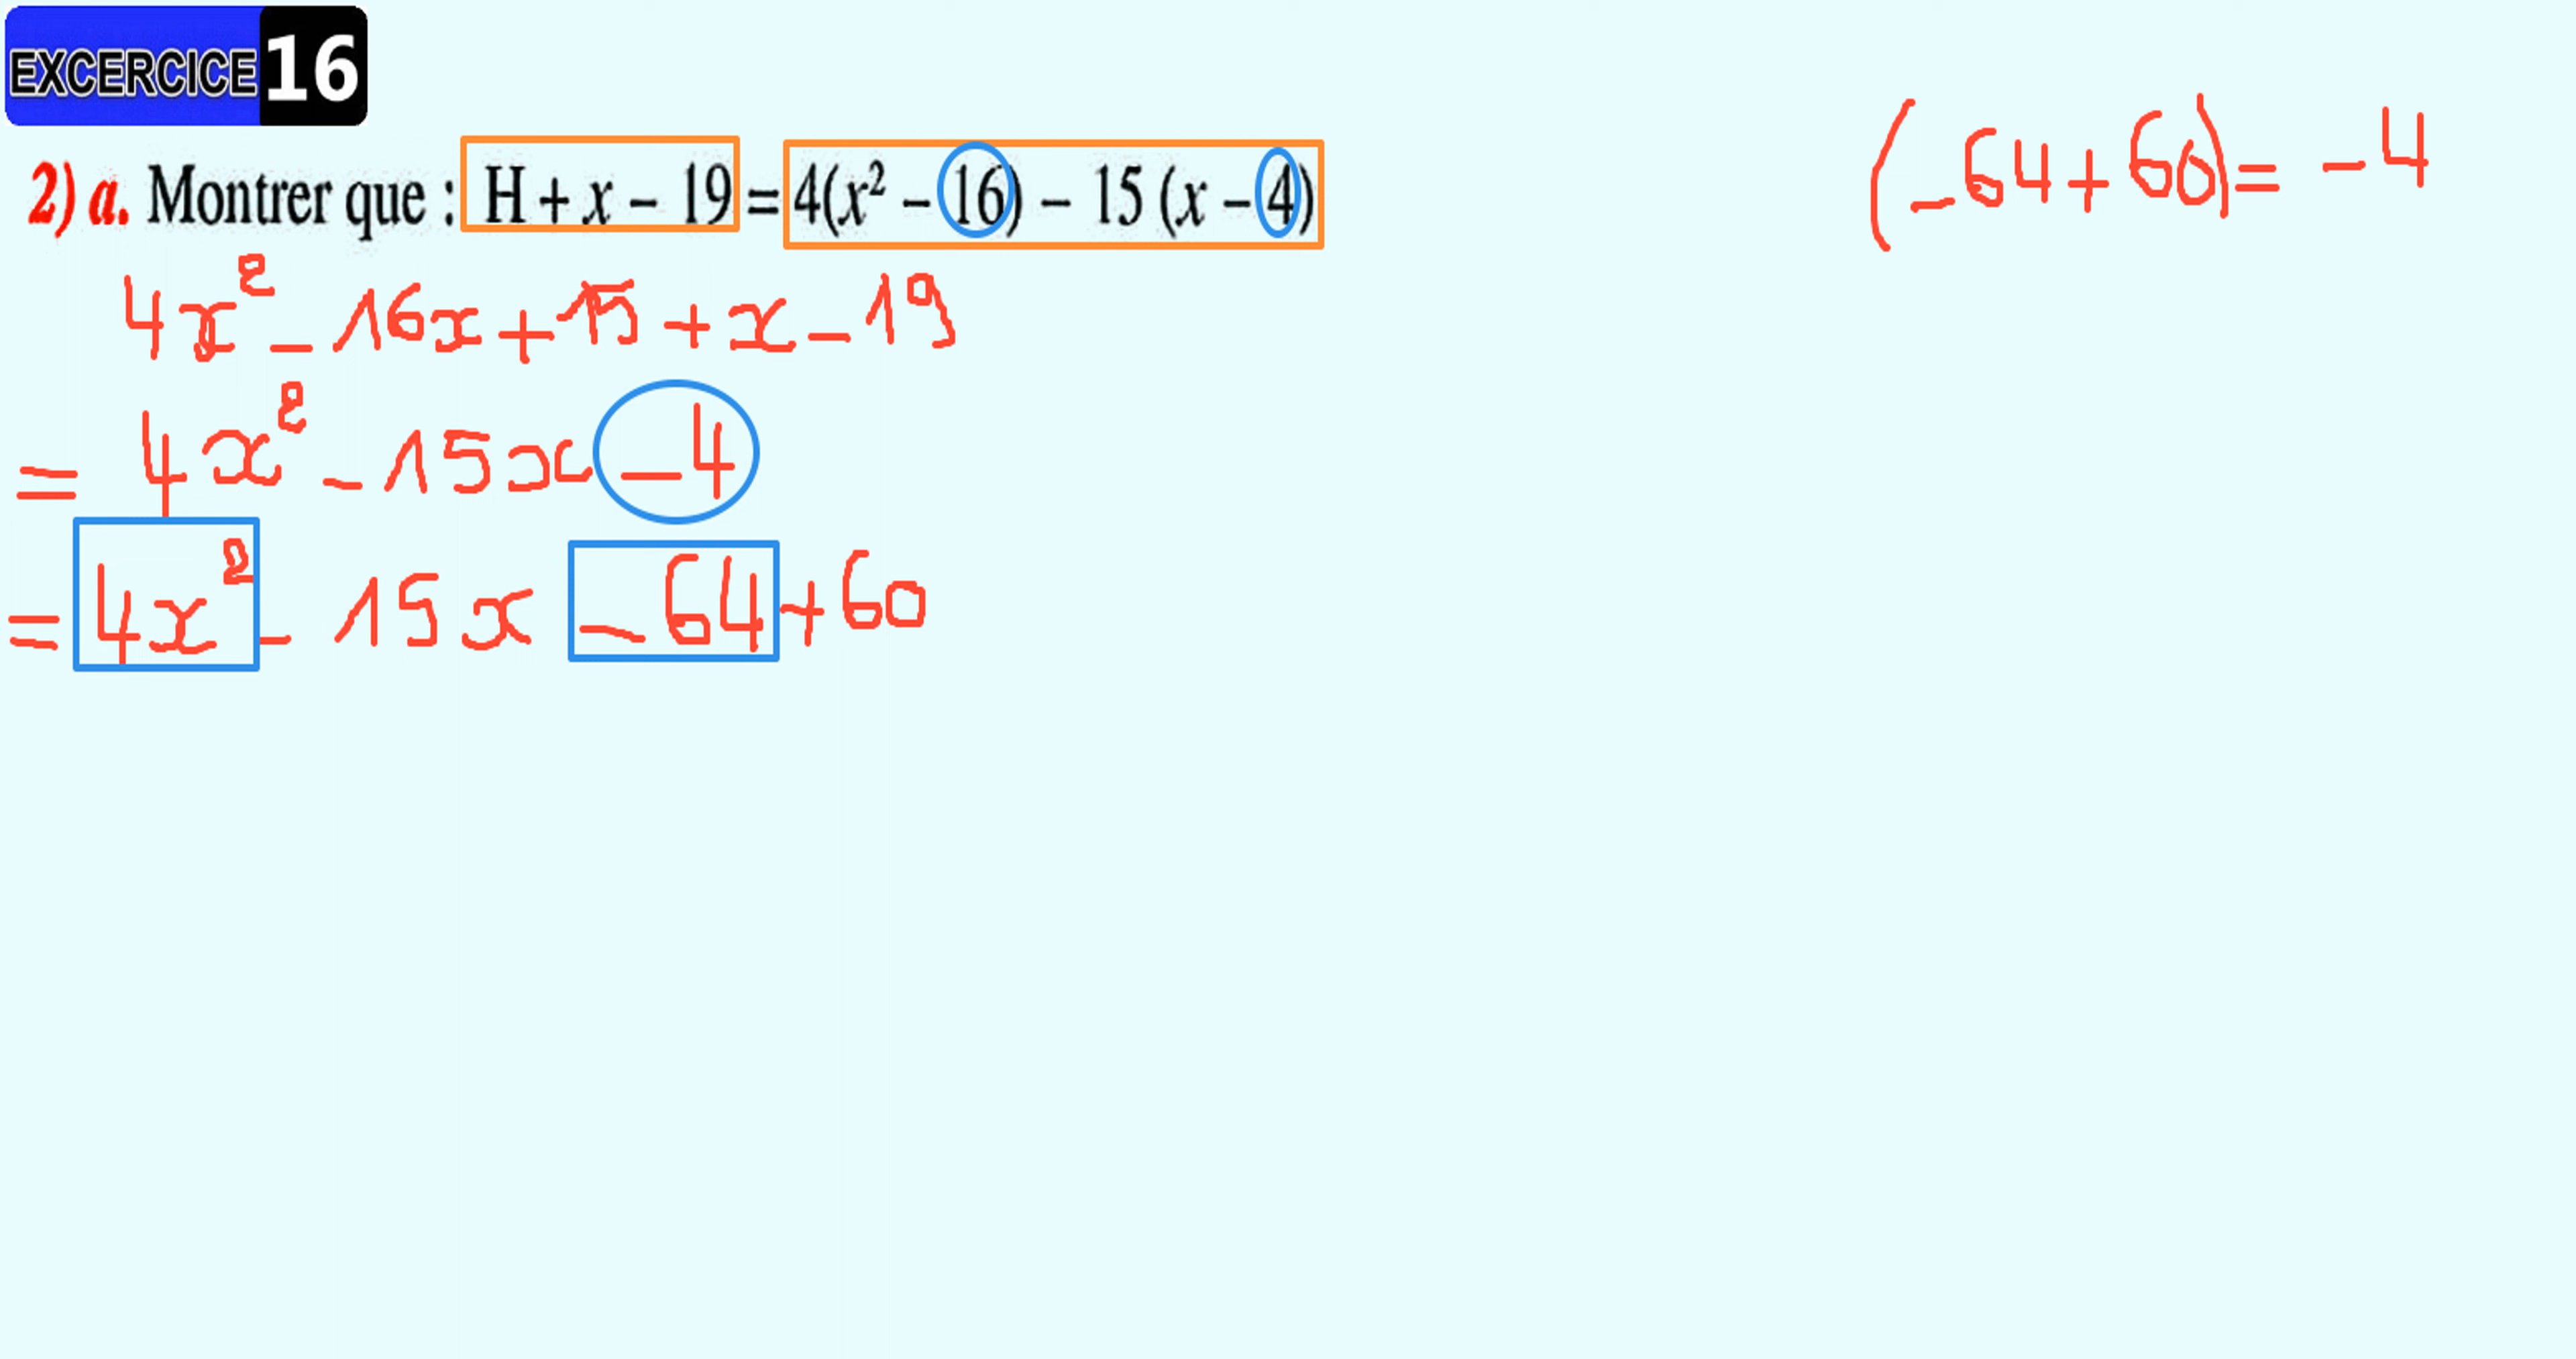 EXCERCICE 16
2) a. Montrer que : H + x – 19 = 4(x² – 16) – 15 (x – 4)
(-64+60) = -4
4x² - 16x + 15 + x - 19
= 4x² - 15x - 4
= 4x² - 15x - 64 + 60